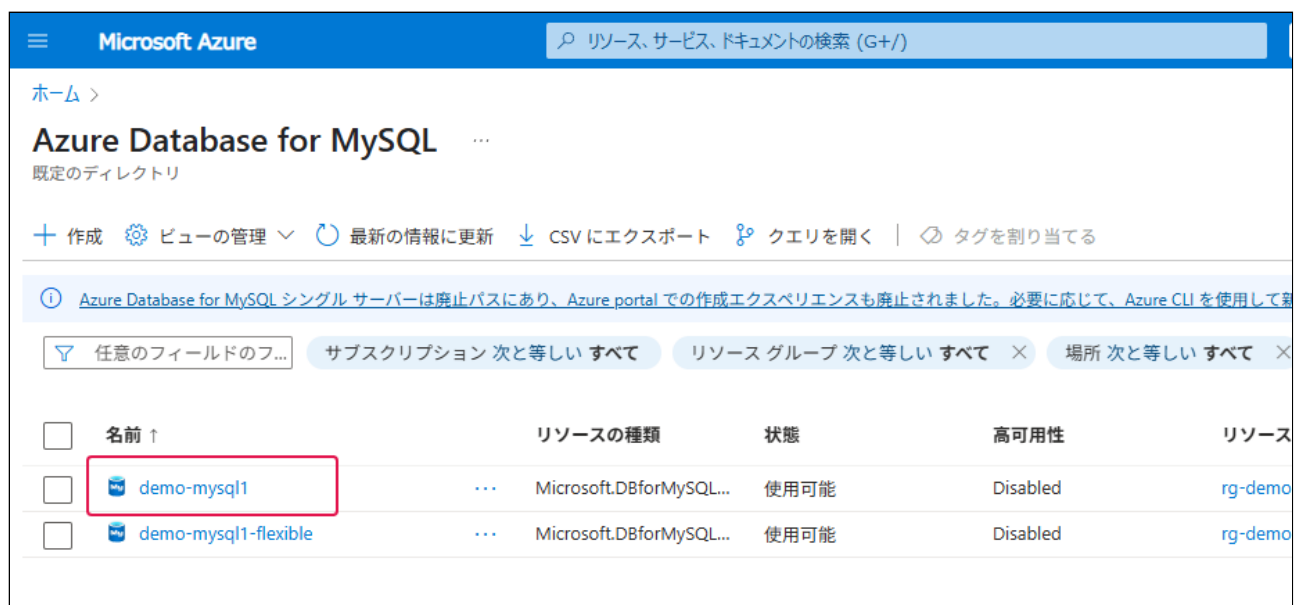 Microsoft Azure
リソース、サービス、ドキュメントの検索 (G+/)
ホーム >
Azure Database for MySQL ...
既定のディレクトリ
作成 ビューの管理 最新の情報に更新 CSV にエクスポート クエリを開く タグを割り当てる
Azure Database for MySQL シングル サーバーは廃止パスにあり、Azure portal での作成エクスペリエンスも廃止されました。必要に応じて、Azure CLI を使用して新
任意のフィールドのフ... サブスクリプション 次と等しい すべて リソース グループ 次と等しい すべて × 場所 次と等しい すべて ×
名前 ↑ リソースの種類 状態 高可用性 リソース
demo-mysql1 ... Microsoft.DBforMySQL... 使用可能 Disabled rg-demo
demo-mysql1-flexible ... Microsoft.DBforMySQL... 使用可能 Disabled rg-demo